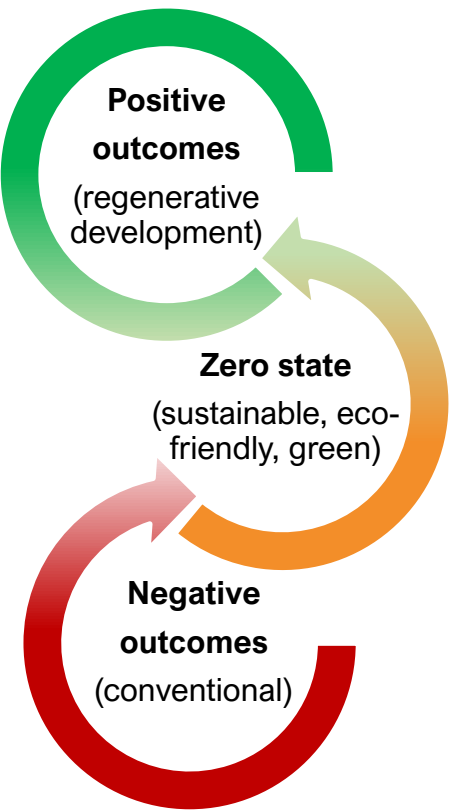 Positive
outcomes
(regenerative
development)
Zero state
(sustainable, eco-
friendly, green)
Negative
outcomes
(conventional)